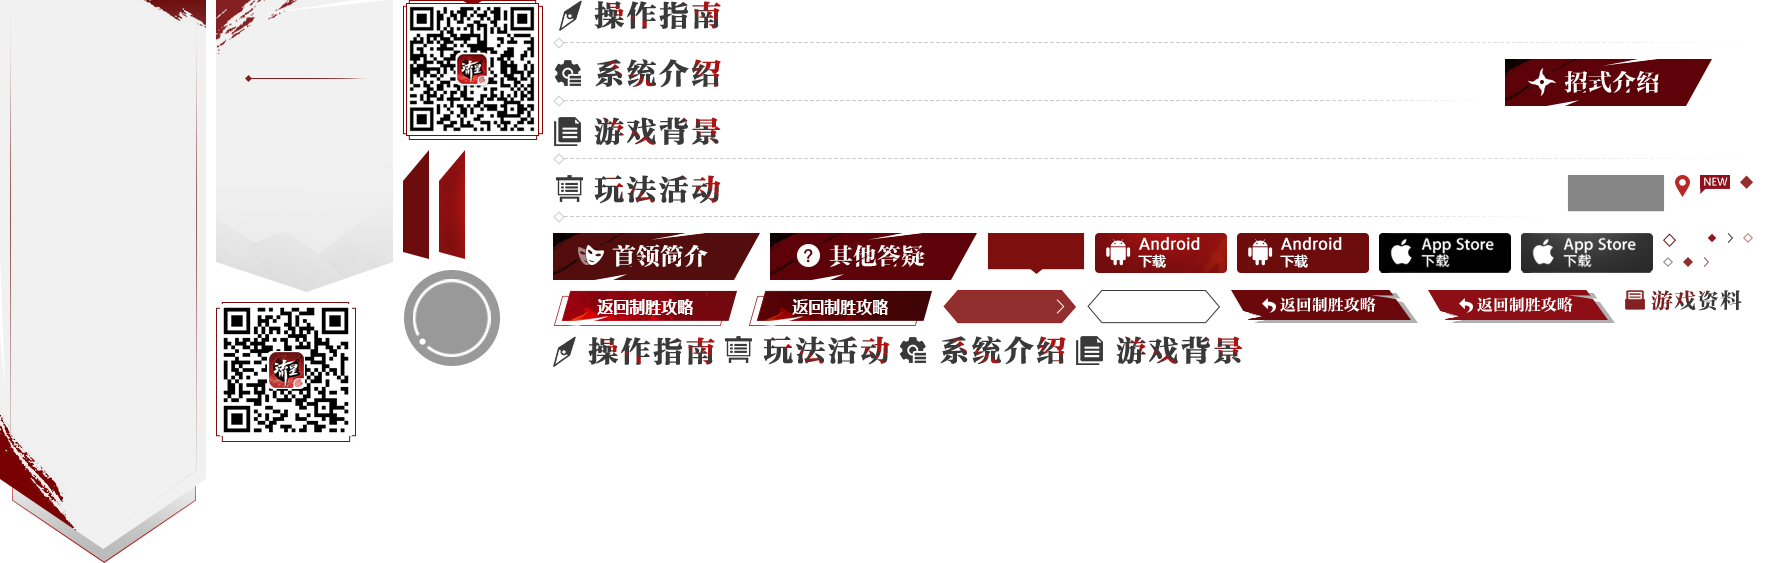 操作指南
系统介绍
招式介绍
游戏背景
玩法活动
NEW
首领简介
其他答疑
Android
下载
Android
下载
App Store
下载
App Store
下载
返回制胜攻略
返回制胜攻略
返回制胜攻略
返回制胜攻略
游戏资料
操作指南
玩法活动
系统介绍
游戏背景